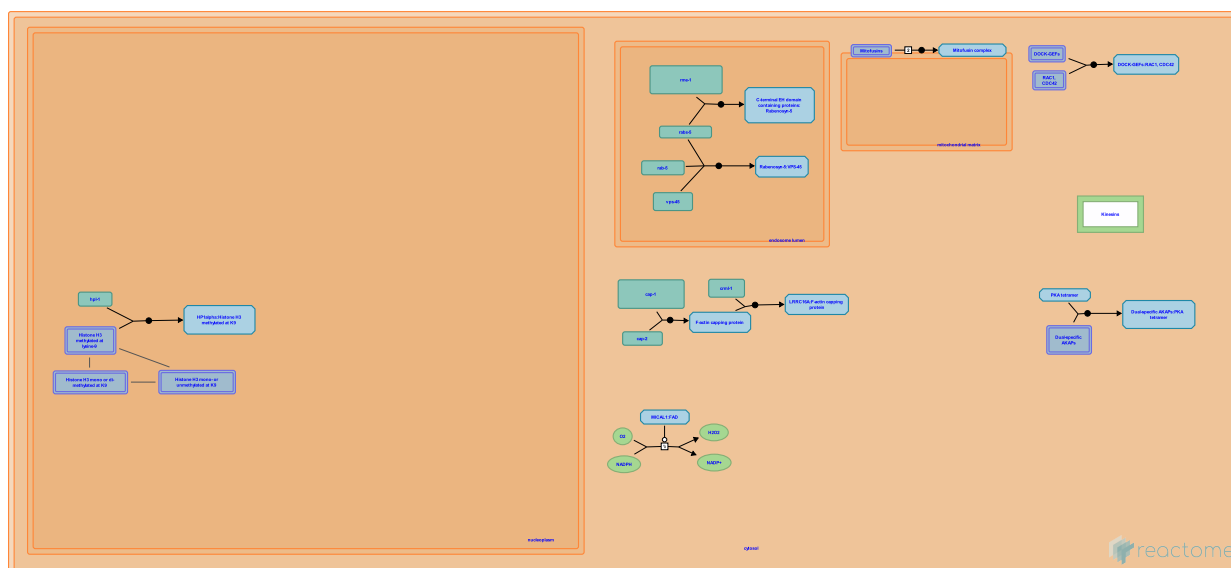 Mitofusins
2
Mitofusin complex
DOCK-GEFs
RAC1,
CDC42
DOCK-GEFs:RAC1, CDC42
rme-1
C-terminal EH domain
containing proteins:
Rabenosyn-5
rabs-5
rab-5
Rabenosyn-5:VPS-45
vps-45
endosome lumen
mitochondrial matrix
Kinesins
hpl-1
HP1alpha:Histone H3
methylated at K9
Histone H3
methylated at
lysine-9
Histone H3 mono or di-
methylated at K9
Histone H3 mono- or
unmethylated at K9
nucleoplasm
cap-1
crml-1
LRRC16A:F-actin capping
protein
F-actin capping protein
cap-2
PKA tetramer
Dual-specific AKAPs:PKA
tetramer
Dual-specific
AKAPs
MICAL1:FAD
O2
H2O2
NADPH
NADP+
cytosol
reactome